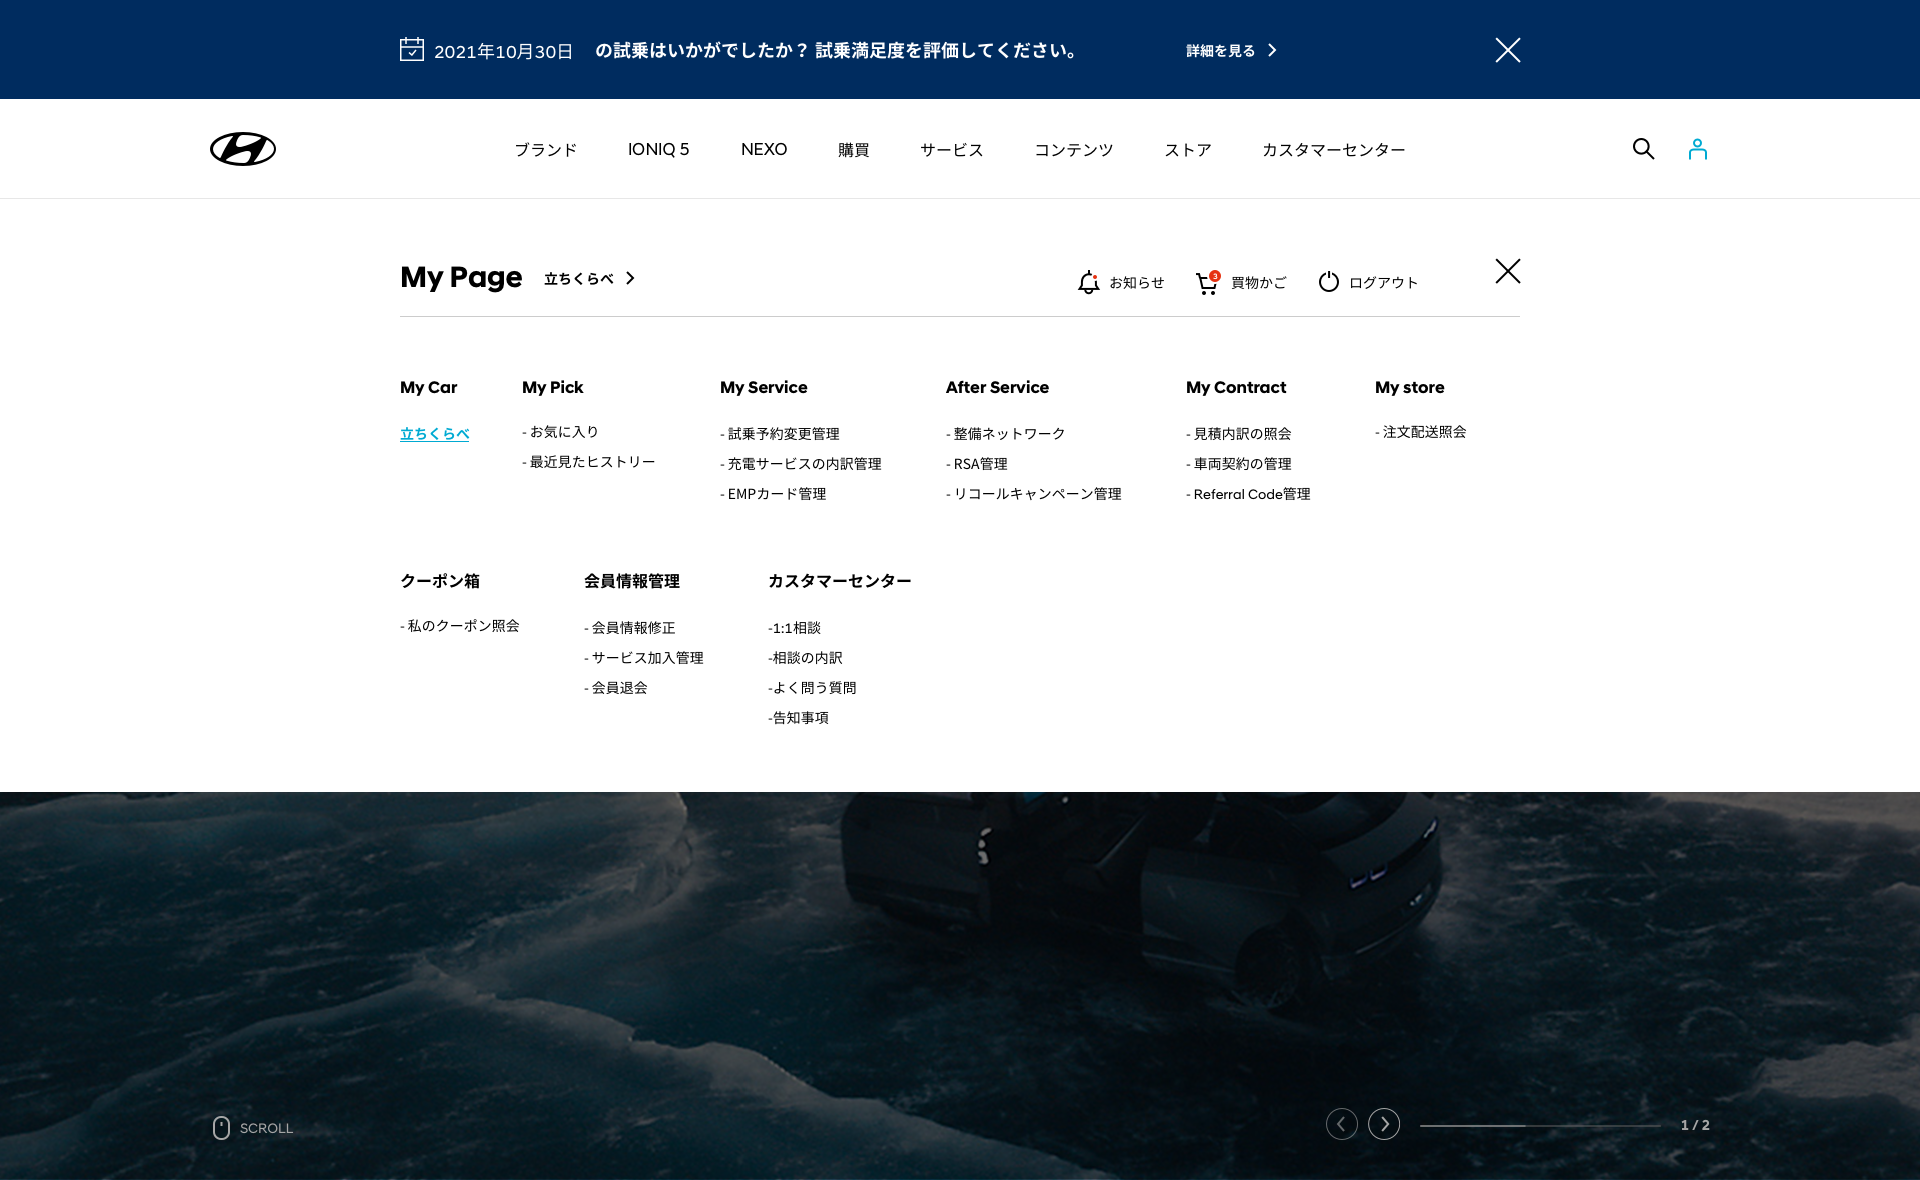 2021年10月30日 の試乗はいかがでしたか？ 試乗満足度を評価してください。 詳細を見る
ブランド IONIQ 5 NEXO 購買 サービス コンテンツ ストア カスタマーセンター
My Page 立ちくらべ お知らせ 3 買物かご ログアウト
My Car
立ちくらべ
My Pick
- お気に入り
- 最近見たヒストリー
My Service
- 試乗予約変更管理
- 充電サービスの内訳管理
- EMPカード管理
After Service
- 整備ネットワーク
- RSA管理
- リコールキャンペーン管理
My Contract
- 見積内訳の照会
- 車両契約の管理
- Referral Code管理
My store
- 注文配送照会
クーポン箱
- 私のクーポン照会
会員情報管理
- 会員情報修正
- サービス加入管理
- 会員退会
カスタマーセンター
-1:1相談
-相談の内訳
-よく問う質問
-告知事項
SCROLL
1 / 2